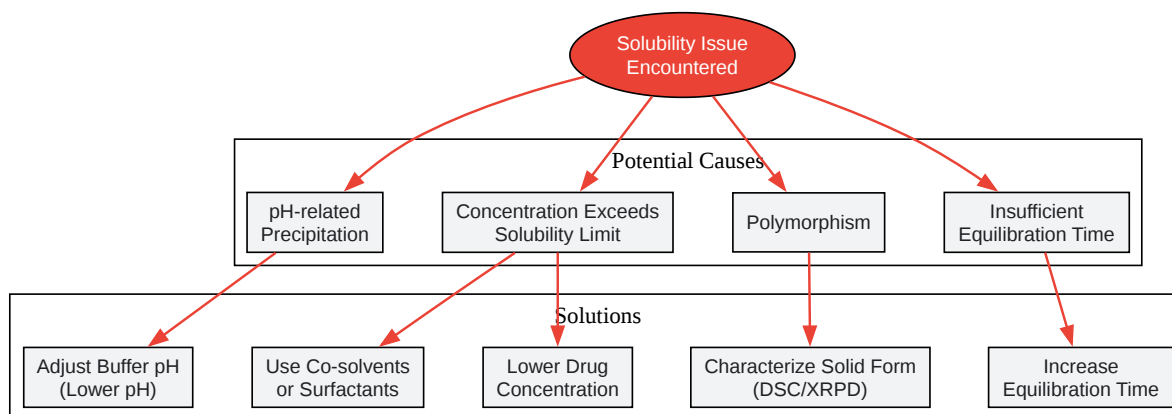 Solubility Issue
Encountered
Potential Causes
pH-related
Precipitation
Concentration Exceeds
Solubility Limit
Polymorphism
Insufficient
Equilibration Time
Solutions
Adjust Buffer pH
(Lower pH)
Use Co-solvents
or Surfactants
Lower Drug
Concentration
Characterize Solid Form
(DSC/XRPD)
Increase
Equilibration Time